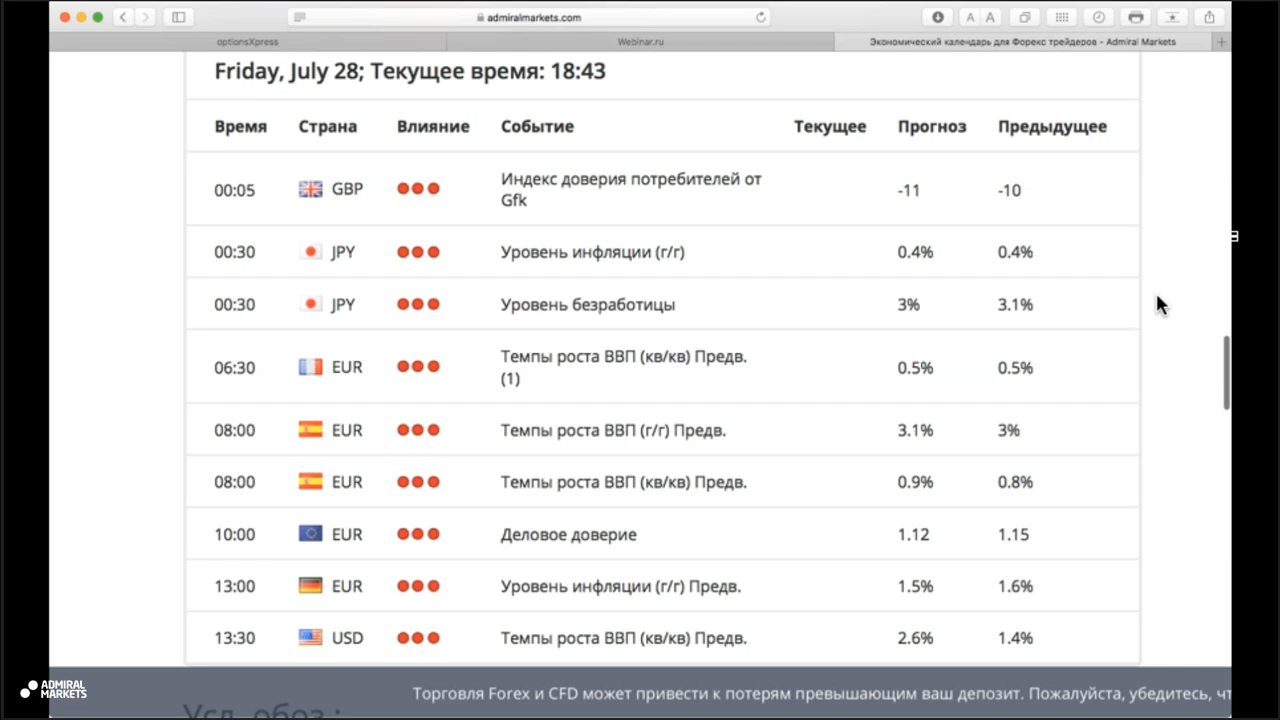 admiralmarkets.com
A A
optionsXpress Webinar.ru Экономический календарь для Форекс трейдеров - Admiral Markets
Friday, July 28; Текущее время: 18:43
Время Страна Влияние Событие Текущее Прогноз Предыдущее
00:05 GBP Индекс доверия потребителей от -11 -10
Gfk
00:30 JPY Уровень инфляции (г/г) 0.4% 0.4%
00:30 JPY Уровень безработицы 3% 3.1%
06:30 EUR Темпы роста ВВП (кв/кв) Предв. 0.5% 0.5%
(1)
08:00 EUR Темпы роста ВВП (г/г) Предв. 3.1% 3%
08:00 EUR Темпы роста ВВП (кв/кв) Предв. 0.9% 0.8%
10:00 EUR Деловое доверие 1.12 1.15
13:00 EUR Уровень инфляции (г/г) Предв. 1.5% 1.6%
13:30 USD Темпы роста ВВП (кв/кв) Предв. 2.6% 1.4%
ADMIRAL
MARKETS
Торговля Forex и CFD может привести к потерям превышающим ваш депозит. Пожалуйста, убедитесь, чт